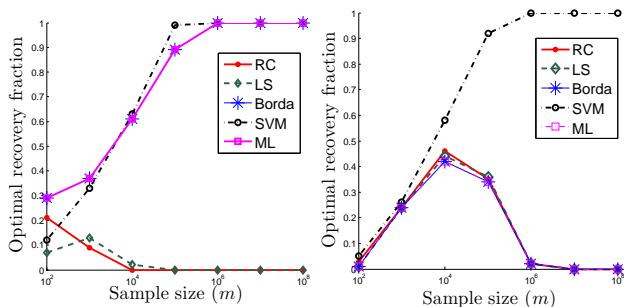 Optimal recovery fraction
1
0.9
0.8
0.7
0.6
0.5
0.4
0.3
0.2
0.1
0
RC
LS
Borda
SVM
ML
10^2
10^4
10^6
10^8
Sample size (m)
Optimal recovery fraction
1
0.9
0.8
0.7
0.6
0.5
0.4
0.3
0.2
0.1
0
RC
LS
Borda
SVM
ML
10^2
10^4
10^6
10^8
Sample size (m)